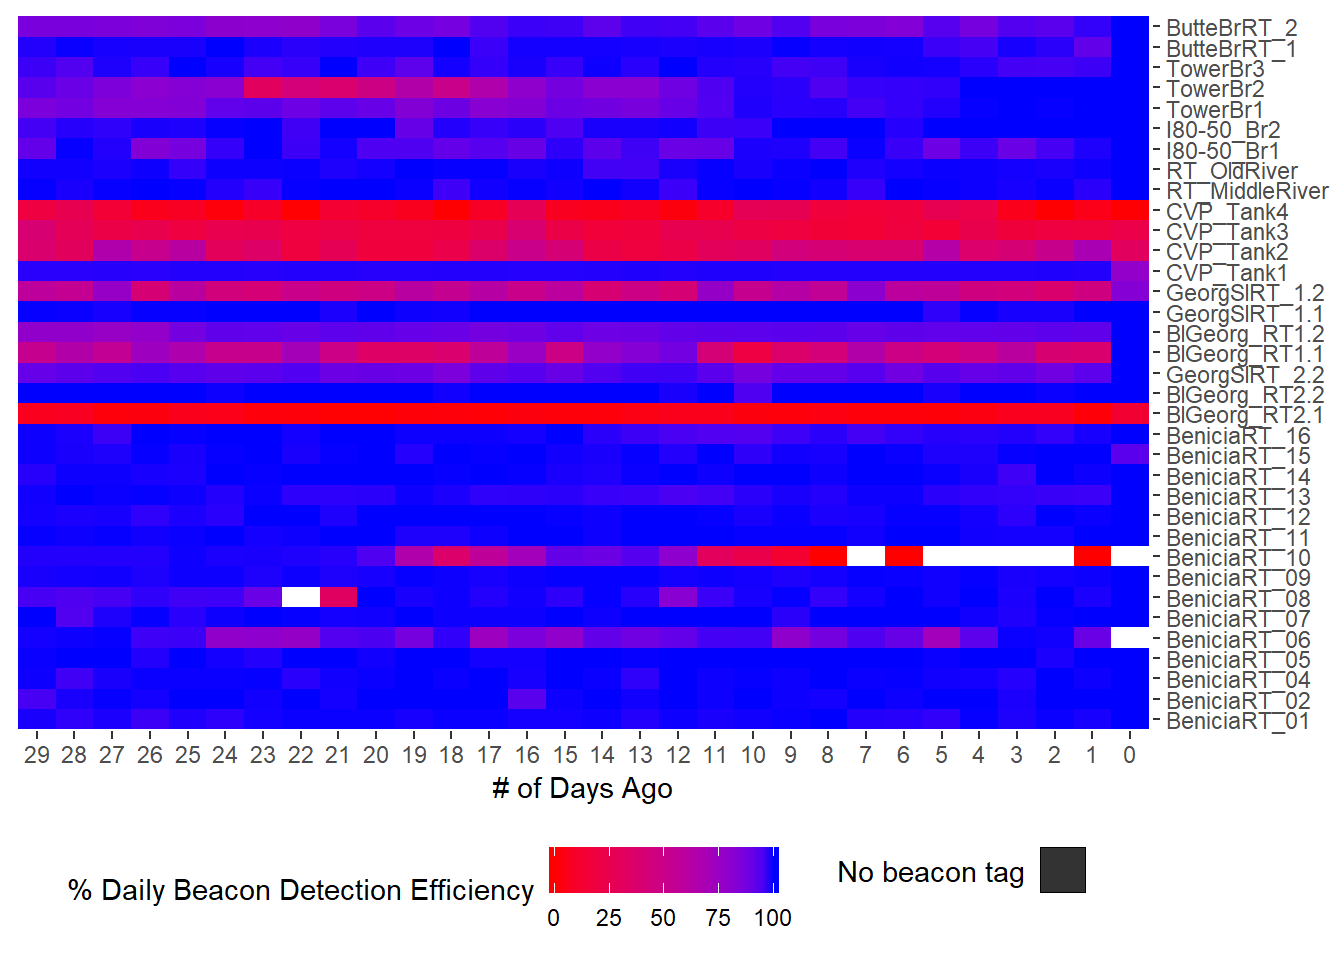 ButteBrRT_2
ButteBrRT_1
TowerBr3
TowerBr2
TowerBr1
I80-50_Br2
I80-50_Br1
RT_OldRiver
RT_MiddleRiver
CVP_Tank4
CVP_Tank3
CVP_Tank2
CVP_Tank1
GeorgSlRT_1.2
GeorgSlRT_1.1
BlGeorg_RT1.2
BlGeorg_RT1.1
GeorgSlRT_2.2
BlGeorg_RT2.2
BlGeorg_RT2.1
BeniciaRT_16
BeniciaRT_15
BeniciaRT_14
BeniciaRT_13
BeniciaRT_12
BeniciaRT_11
BeniciaRT_10
BeniciaRT_09
BeniciaRT_08
BeniciaRT_07
BeniciaRT_06
BeniciaRT_05
BeniciaRT_04
BeniciaRT_02
BeniciaRT_01
29 28 27 26 25 24 23 22 21 20 19 18 17 16 15 14 13 12 11 10 9 8 7 6 5 4 3 2 1 0
# of Days Ago
% Daily Beacon Detection Efficiency
0 25 50 75 100
No beacon tag